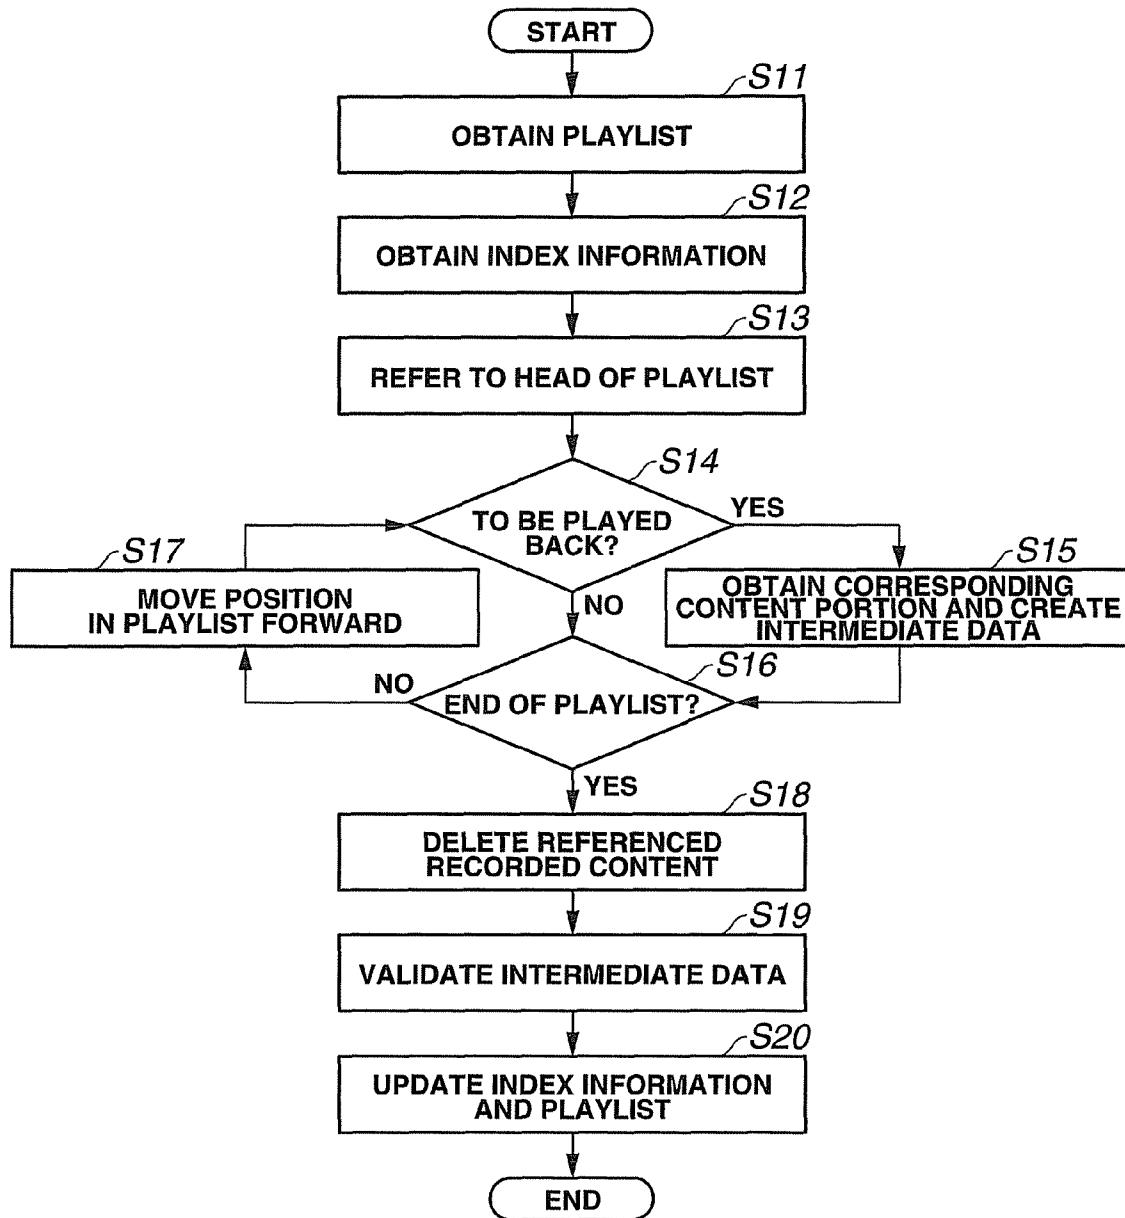 START
S11
OBTAIN PLAYLIST
S12
OBTAIN INDEX INFORMATION
S13
REFER TO HEAD OF PLAYLIST
S14
TO BE PLAYED
BACK?
YES
S17
MOVE POSITION
IN PLAYLIST FORWARD
NO
S15
OBTAIN CORRESPONDING
CONTENT PORTION AND CREATE
INTERMEDIATE DATA
S16
NO
END OF PLAYLIST?
YES
S18
DELETE REFERENCED
RECORDED CONTENT
S19
VALIDATE INTERMEDIATE DATA
S20
UPDATE INDEX INFORMATION
AND PLAYLIST
END